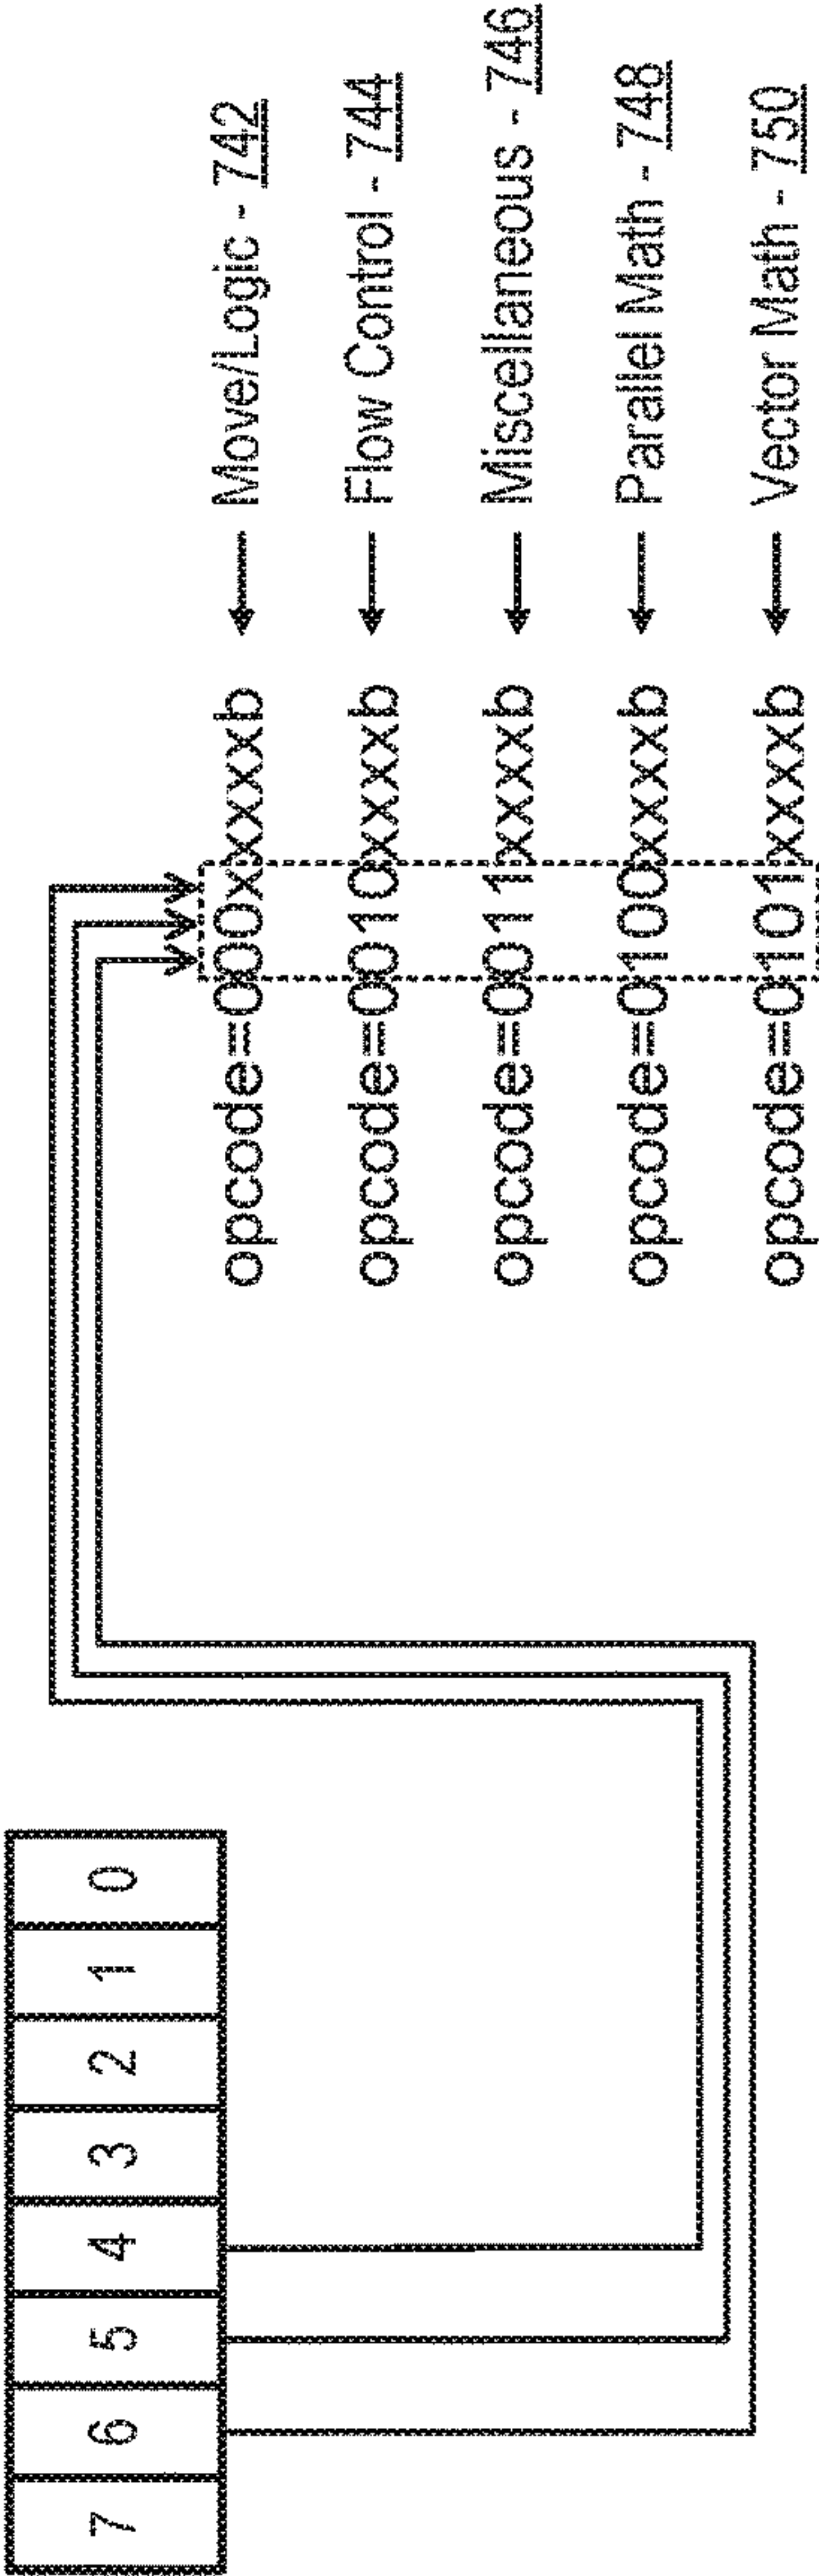 7 6 5 4 3 2 1 0
opcode=000xxxxxb ← Move/Logic - 742
opcode=0010xxxxb ← Flow Control - 744
opcode=0011xxxxb ← Miscellaneous - 746
opcode=0100xxxxb ← Parallel Math - 748
opcode=0101xxxxb ← Vector Math - 750